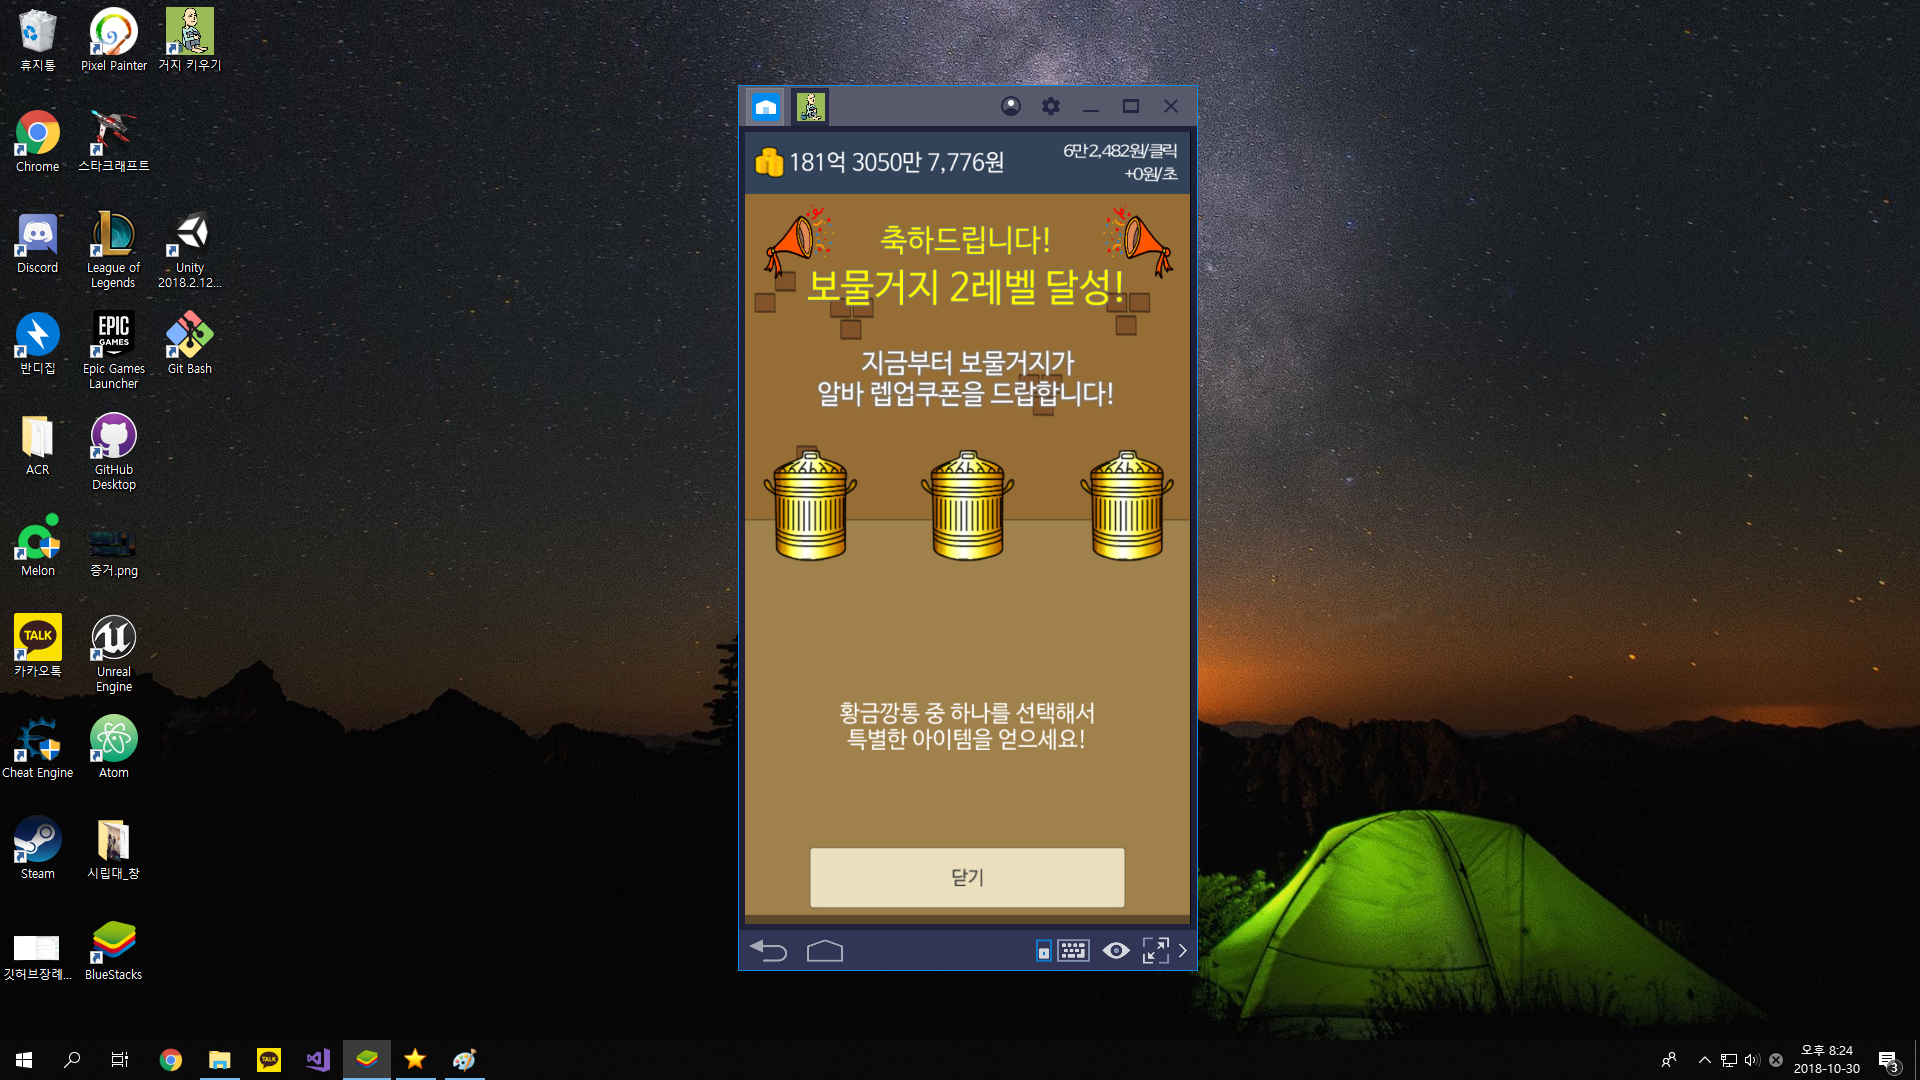 휴지통
Pixel Painter
거지 키우기
Chrome
스타크래프트
Discord
League of
Legends
Unity
2018.2.12...
반디집
EPIC
GAMES
Epic Games
Launcher
Git Bash
ACR
GitHub
Desktop
Melon
증거.png
TALK
카카오톡
Unreal
Engine
Cheat Engine
Atom
Steam
시립대_창
깃허브장례...
BlueStacks
181억 3050만 7,776원
6만 2,482원/클릭
+0원/초
축하드립니다!
보물거지 2레벨 달성!
지금부터 보물거지가
알바 렙업쿠폰을 드랍합니다!
황금깡통 중 하나를 선택해서
특별한 아이템을 얻으세요!
닫기
TALK
오후 8:24
2018-10-30
3